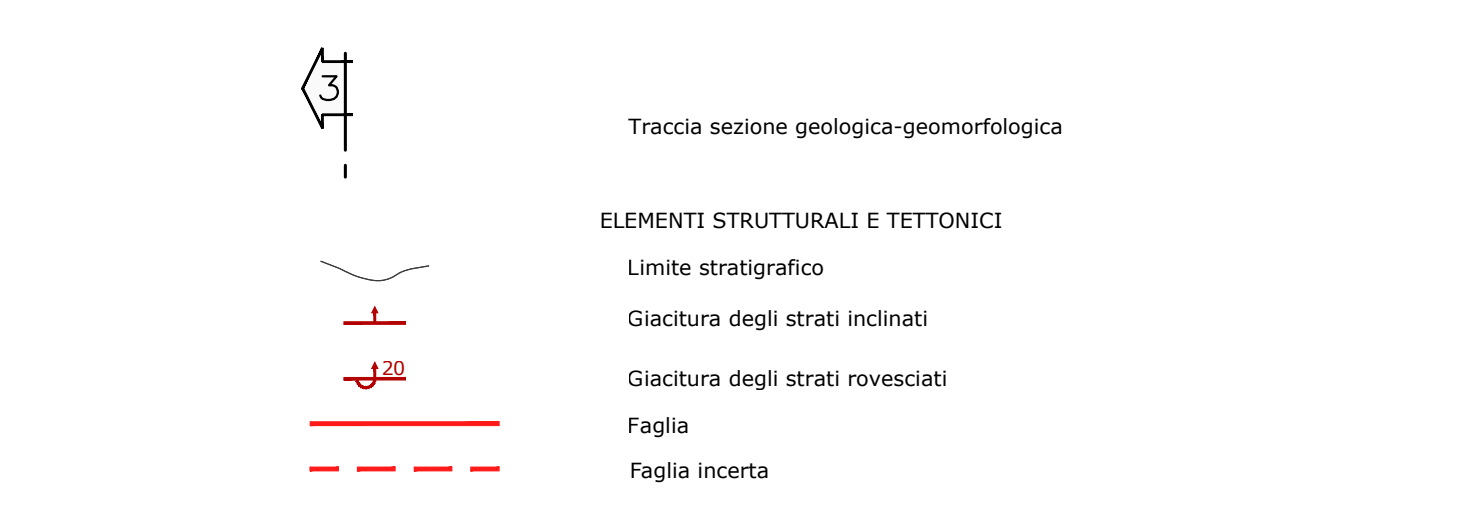 3
Traccia sezione geologica-geomorfologica
ELEMENTI STRUTTURALI E TETTONICI
Limite stratigrafico
Giacitura degli strati inclinati
20
Giacitura degli strati rovesciati
Faglia
Faglia incerta